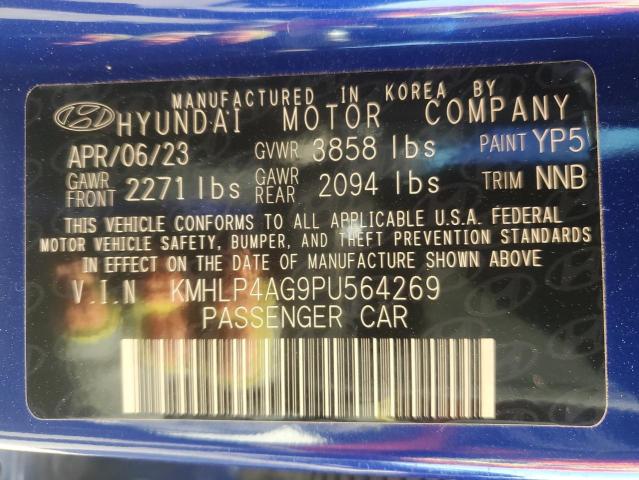 MANUFACTURED IN KOREA BY
HYUNDAI MOTOR COMPANY
APR/06/23 GVWR 3858 lbs PAINT YP5
GAWR FRONT 2271 lbs GAWR REAR 2094 lbs TRIM NNB
THIS VEHICLE CONFORMS TO ALL APPLICABLE U.S.A. FEDERAL
MOTOR VEHICLE SAFETY, BUMPER, AND THEFT PREVENTION STANDARDS
IN EFFECT ON THE DATE OF MANUFACTURE SHOWN ABOVE
V.I.N KMHLP4AG9PU564269
PASSENGER CAR